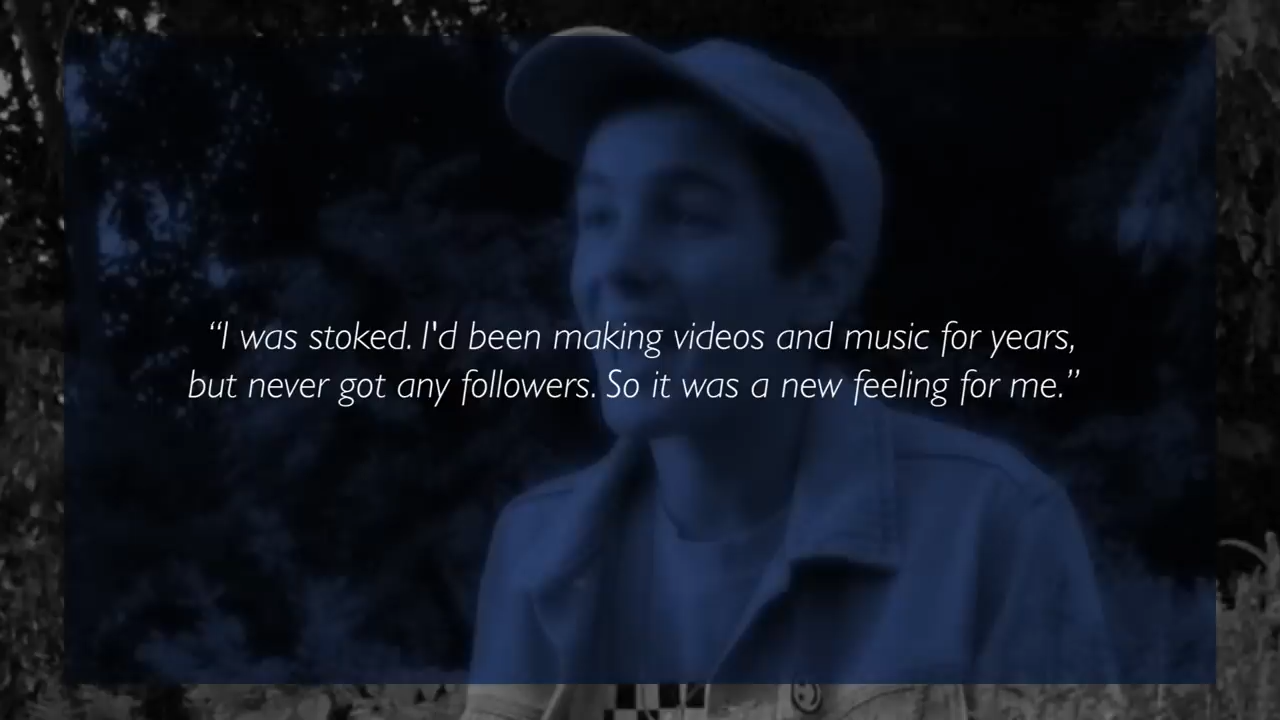 “I was stoked. I'd been making videos and music for years,
but never got any followers. So it was a new feeling for me.”